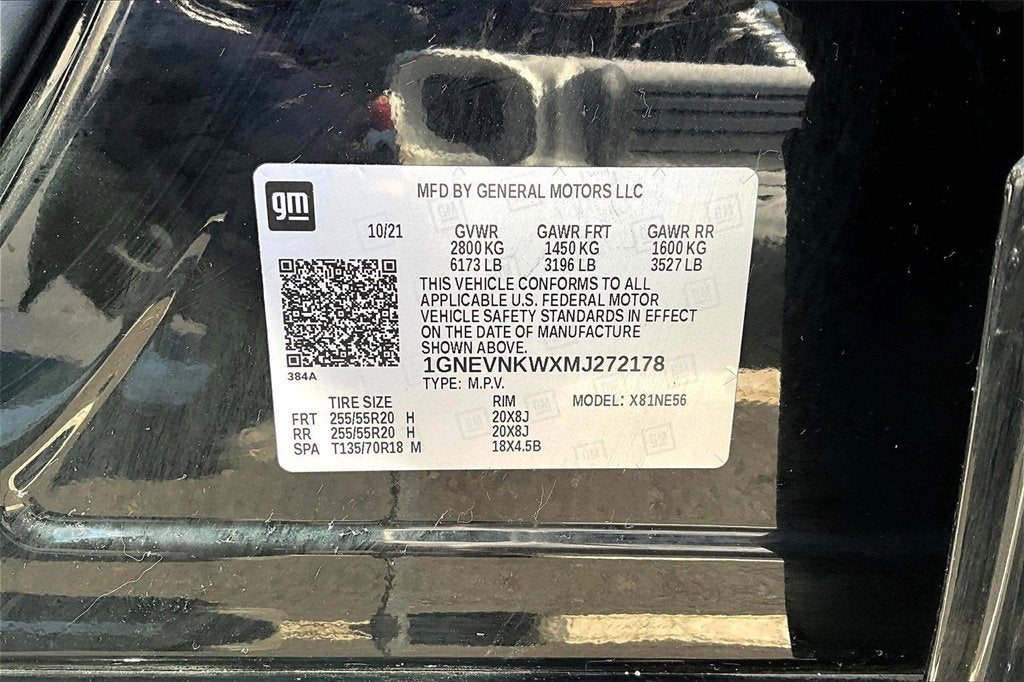 gm
MFD BY GENERAL MOTORS LLC
10/21 GVWR GAWR FRT GAWR RR
2800 KG 1450 KG 1600 KG
6173 LB 3196 LB 3527 LB
THIS VEHICLE CONFORMS TO ALL
APPLICABLE U.S. FEDERAL MOTOR
VEHICLE SAFETY STANDARDS IN EFFECT
ON THE DATE OF MANUFACTURE
SHOWN ABOVE.
1GNEVNKWXMJ272178
384A
TYPE: M.P.V.
TIRE SIZE RIM MODEL: X81NE56
FRT 255/55R20 H 20X8J
RR 255/55R20 H 20X8J
SPA T135/70R18 M 18X4.5B